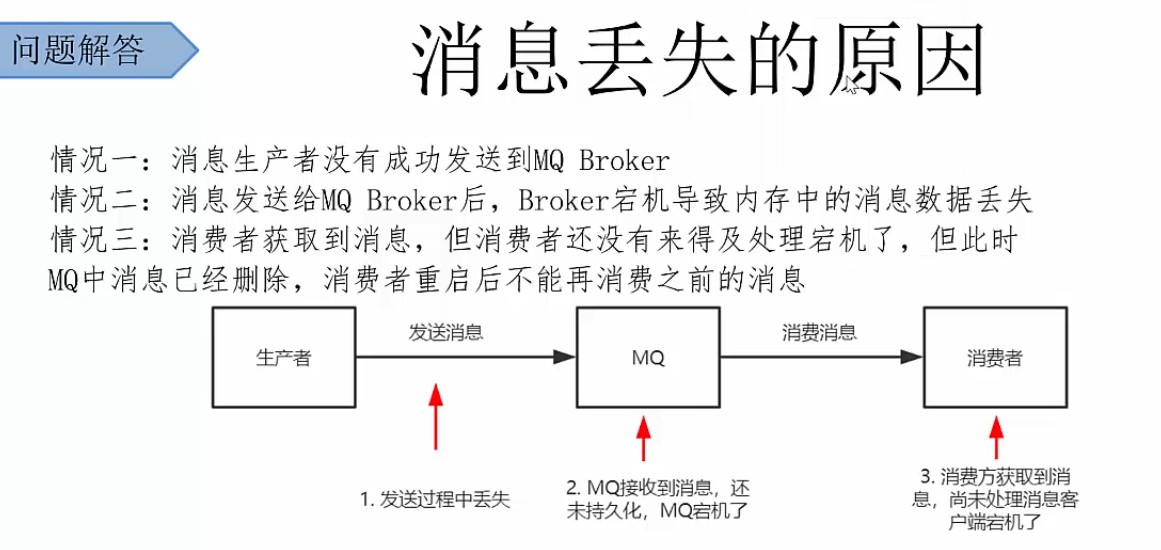 问题解答
消息丢失的原因
情况一：消息生产者没有成功发送到MQ Broker
情况二：消息发送给MQ Broker后，Broker宕机导致内存中的消息数据丢失
情况三：消费者获取到消息，但消费者还没有来得及处理宕机了，但此时
MQ中消息已经删除，消费者重启后不能再消费之前的消息
生产者
发送消息
MQ
消费消息
消费者
1. 发送过程中丢失
2. MQ接收到消息，还
未持久化，MQ宕机了
3. 消费方获取到消
息，尚未处理消息客
户端宕机了